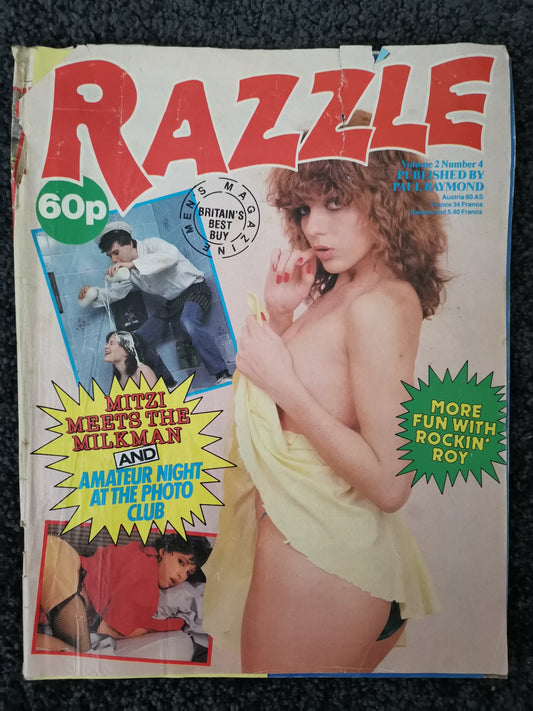 RAZZLE
60p
MEN'S MAGAZINE
BRITAIN'S
BEST
BUY
Volume 2 Number 4
PUBLISHED BY
PAUL RAYMOND
Austria 60 AS
France 34 Francs
5.40 Francs
MITZI
MEETS THE
MILKMAN
AND
AMATEUR NIGHT
AT THE PHOTO
CLUB
MORE
FUN WITH
ROCKIN'
ROY